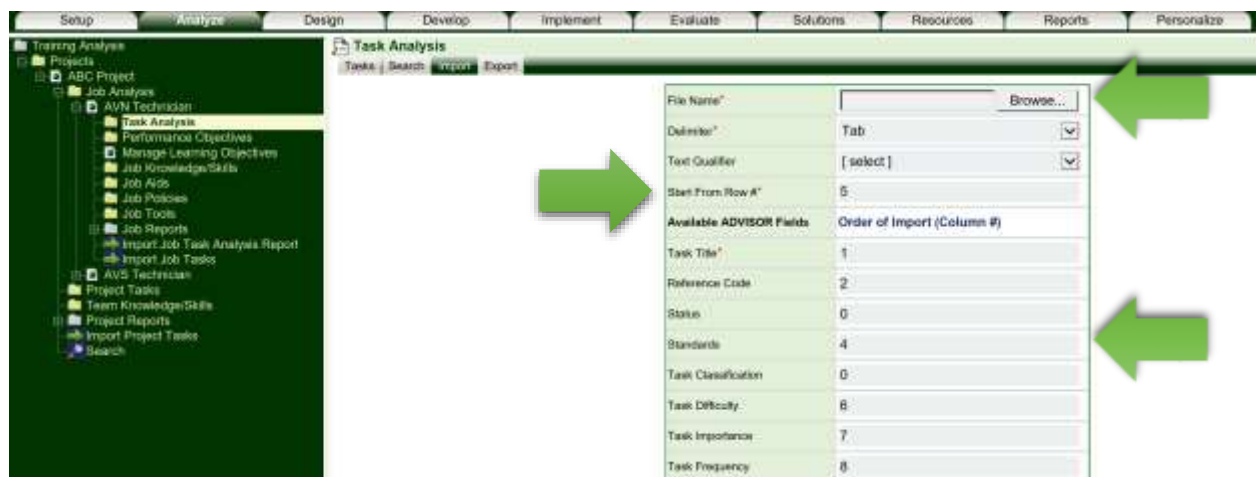 Setup Analyze Design Develop Implement Evaluate Solutions Resources Reports Personalize
Training Analysis
Projects
ABC Project
Job Analysis
AVN Technician
Task Analysis
Performance Objectives
Manage Learning Objectives
Job Knowledge/Skills
Job Aids
Job Policies
Job Tools
Job Reports
Import Job Task Analysis Report
Import Job Tasks
AVS Technician
Project Tasks
Team Knowledge/Skills
Project Reports
Import Project Tasks
Search
Task Analysis
Tasks Search Import Export
File Name* Browse...
Delimiter* Tab
Text Qualifier [ select ]
Start From Row #* 5
Available ADVISOR Fields Order of Import (Column #)
Task Title* 1
Reference Code 2
Status 0
Standards 4
Task Classification 0
Task Difficulty 6
Task Importance 7
Task Frequency 8